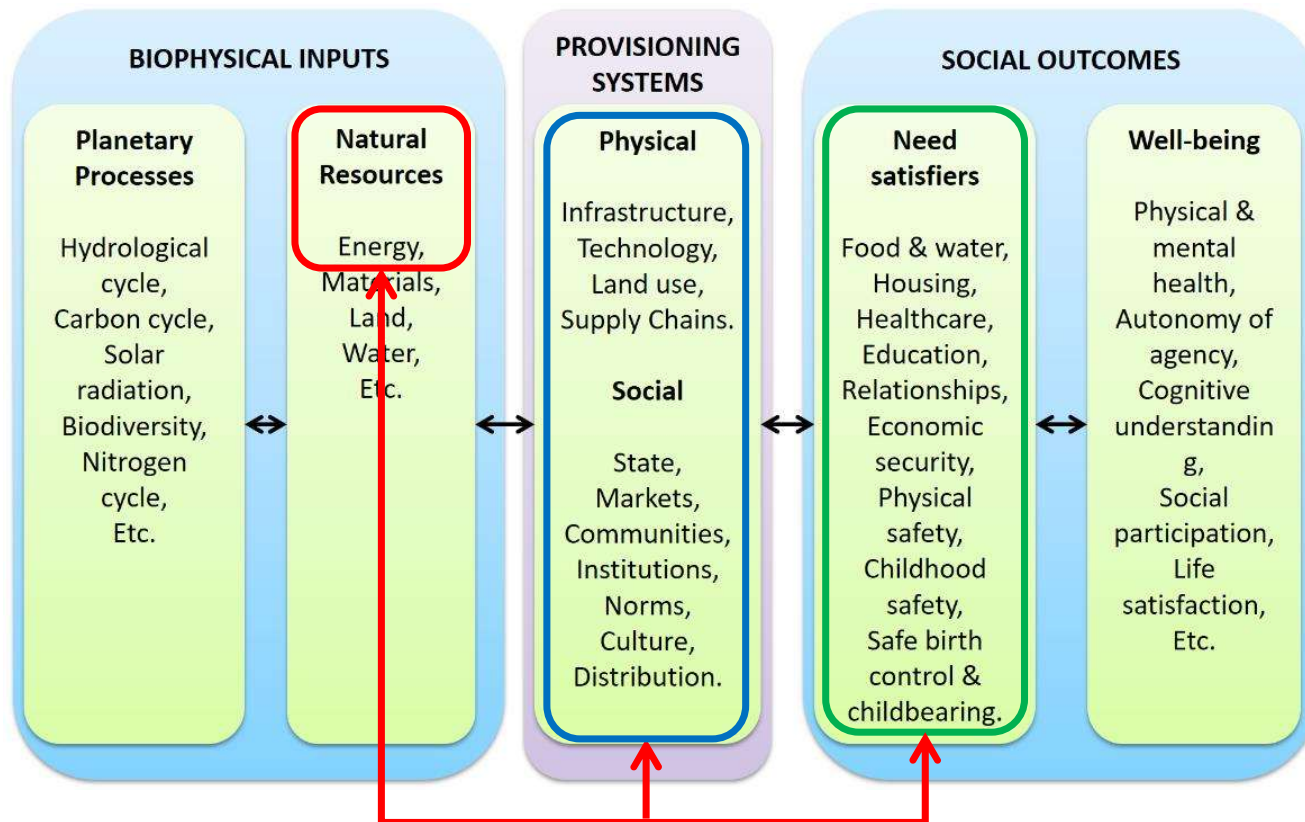 BIOPHYSICAL INPUTS
Planetary
Processes
Hydrological
cycle,
Carbon cycle,
Solar
radiation,
Biodiversity,
Nitrogen
cycle,
Etc.
Natural
Resources
Energy,
Materials,
Land,
Water,
Etc.
PROVISIONING
SYSTEMS
Physical
Infrastructure,
Technology,
Land use,
Supply Chains.
Social
State,
Markets,
Communities,
Institutions,
Norms,
Culture,
Distribution.
SOCIAL OUTCOMES
Need
satisfiers
Food & water,
Housing,
Healthcare,
Education,
Relationships,
Economic
security,
Physical
safety,
Childhood
safety,
Safe birth
control &
childbearing.
Well-being
Physical &
mental
health,
Autonomy of
agency,
Cognitive
understandin
g,
Social
participation,
Life
satisfaction,
Etc.